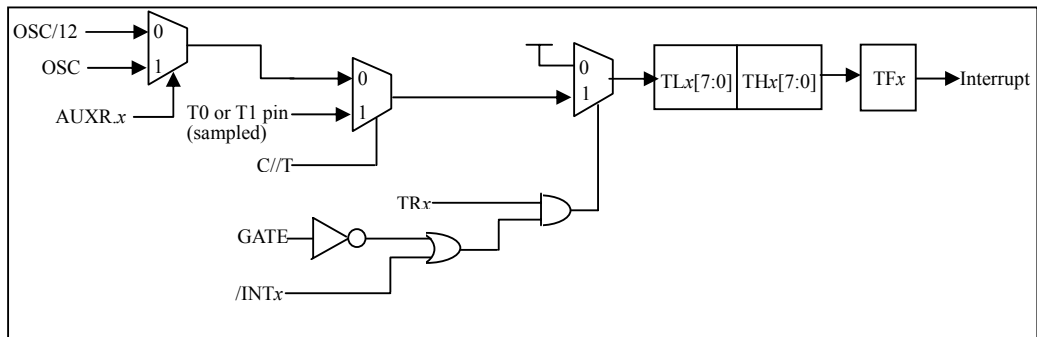 OSC/12
0
OSC
1
AUXR.x
0
T0 or T1 pin
(sampled)
1
C//T
0
1
TLx[7:0]
THx[7:0]
TFx
Interrupt
TRx
GATE
/INTx